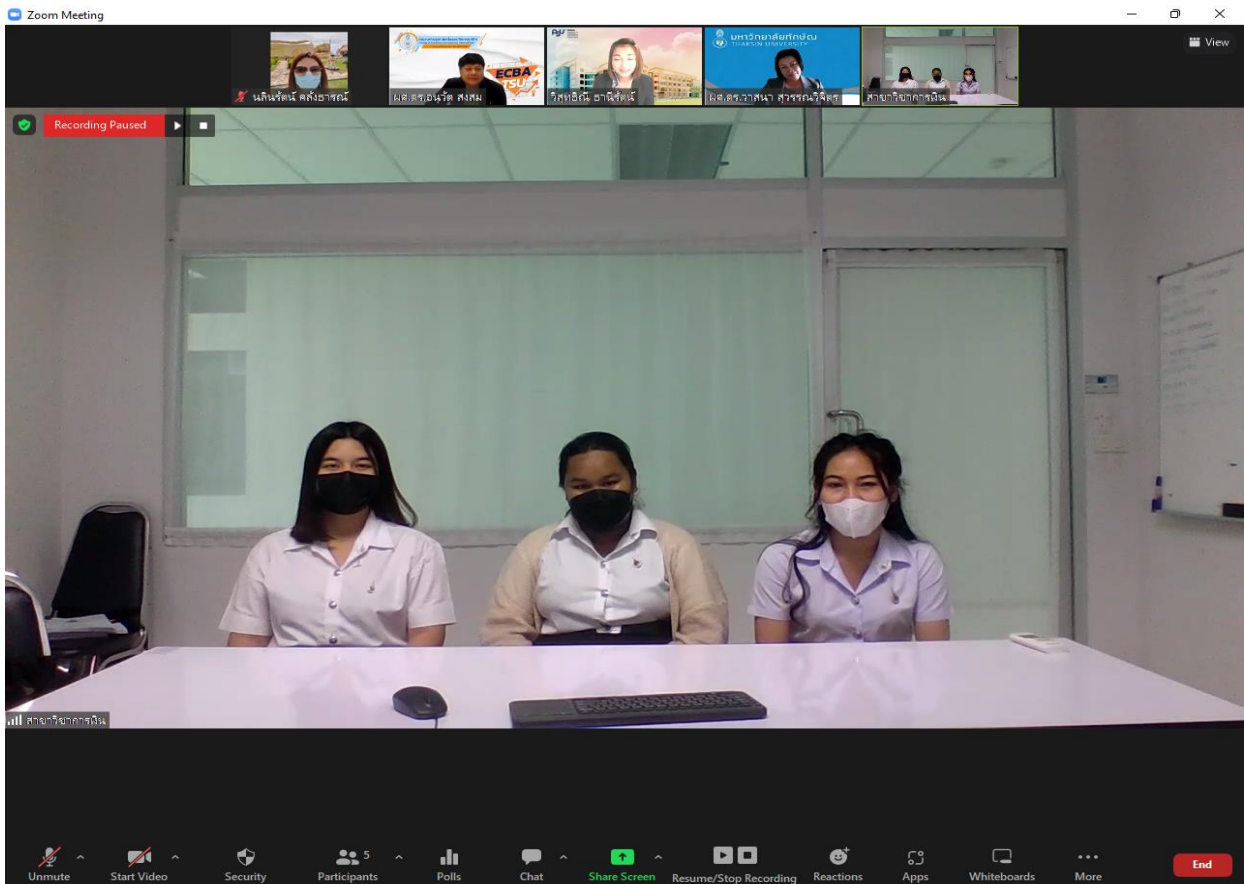 Zoom Meeting
View
นลินรัตน์ คลังธารณ์
ECBA
TSU
ผศ.ดร.อนุวัต สงสม
วิสุทธิณี ธานีรัตน์
มหาวิทยาลัยทักษิณ
THAKSIN UNIVERSITY
ผศ.ดร.วาสนา สุวรรณวิจิตร
สาขาวิชาการเงิน
Recording Paused
สาขาวิชาการเงิน
Unmute
Start Video
Security
5
Participants
Polls
Chat
Share Screen
Resume/Stop Recording
Reactions
Apps
Whiteboards
More
End